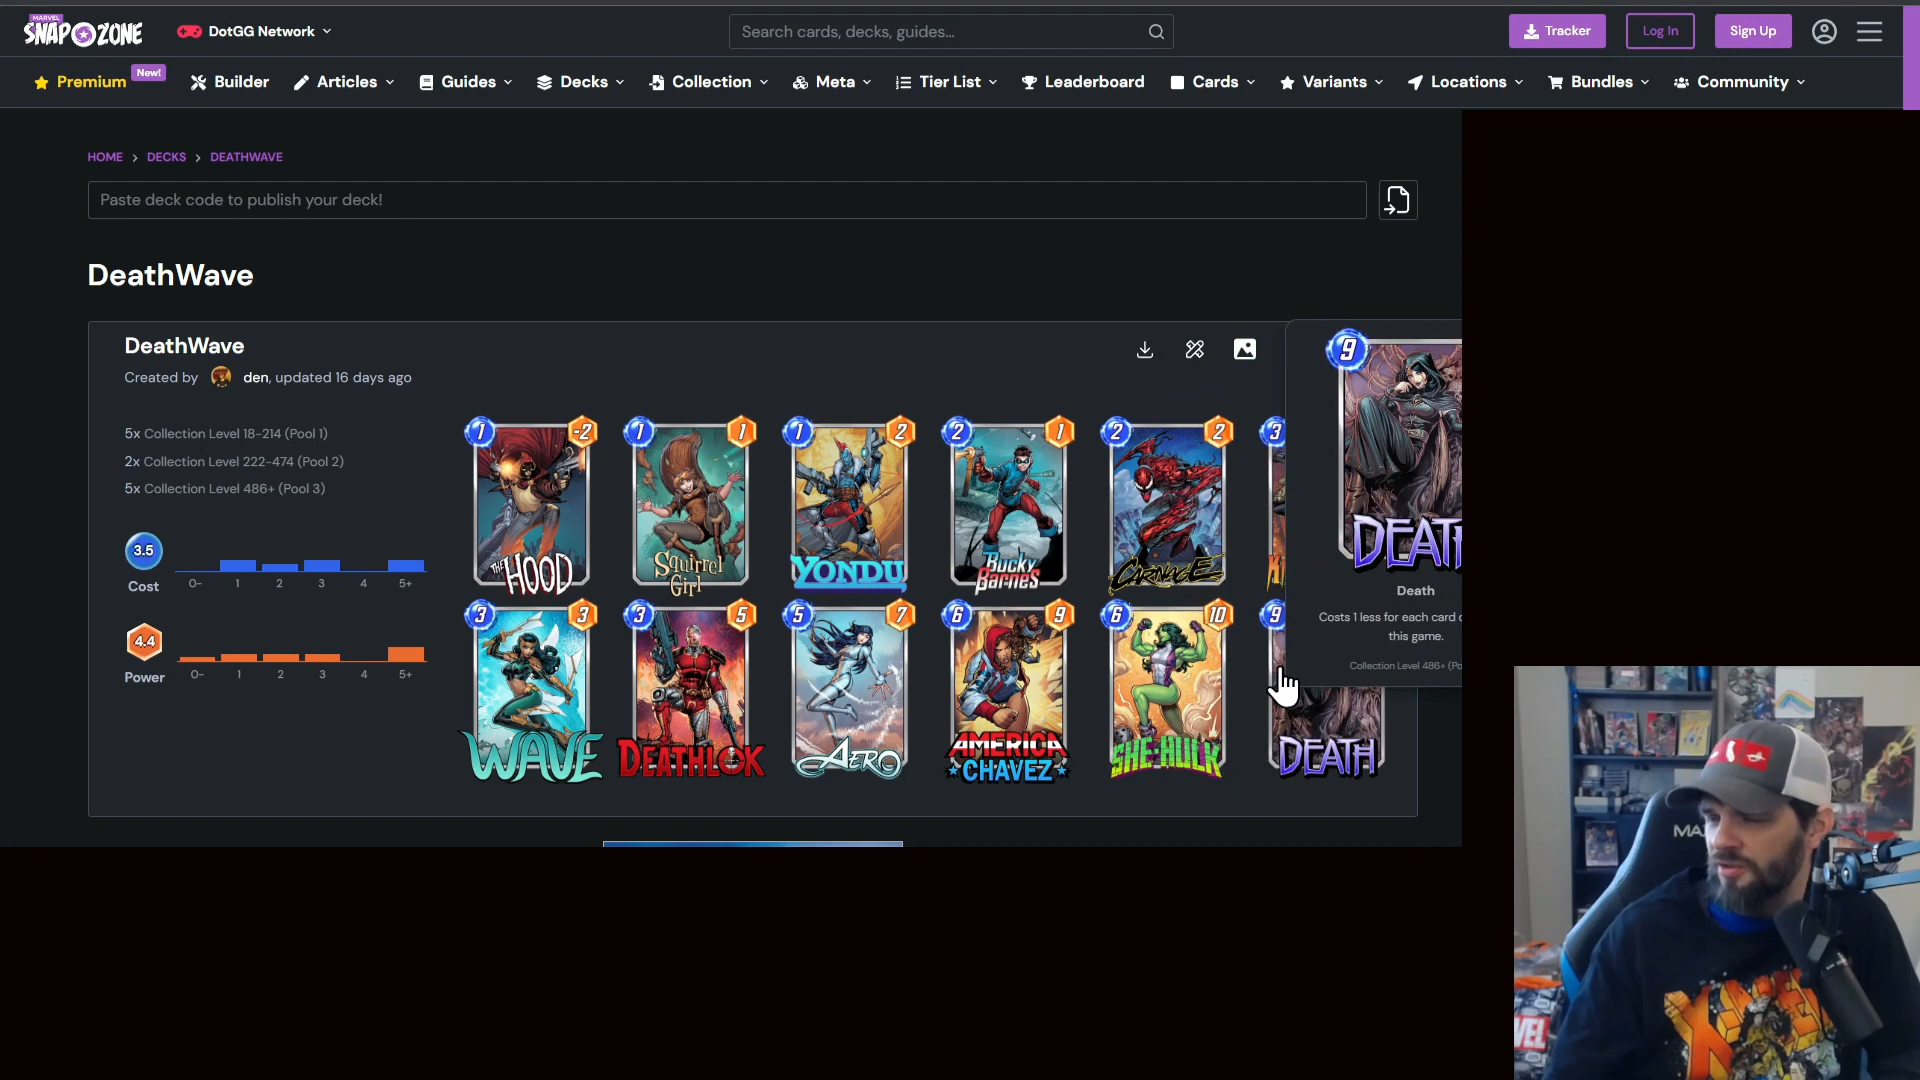 MARVEL
SNAP ZONE
DotGG Network
Search cards, decks, guides...
Tracker
Log In
Sign Up
Premium
New!
Builder
Articles
Guides
Decks
Collection
Meta
Tier List
Leaderboard
Cards
Variants
Locations
Bundles
Community
HOME > DECKS > DEATHWAVE
Paste deck code to publish your deck!
DeathWave
DeathWave
Created by den, updated 16 days ago
5x Collection Level 18-214 (Pool 1)
2x Collection Level 222-474 (Pool 2)
5x Collection Level 486+ (Pool 3)
3.5
Cost
0- 1 2 3 4 5+
4.4
Power
0- 1 2 3 4 5+
1 -2
THE HOOD
1 1
Squirrel Girl
1 2
YONDU
2 1
Bucky Barnes
2 2
CARNAGE
3
K
3 3
WAVE
3 5
DEATHLOK
5 7
AERO
6 9
AMERICA CHAVEZ
6 10
SHE-HULK
9
DEATH
9
DEAT
Death
Costs 1 less for each card
this game.
Collection Level 486+ (Po